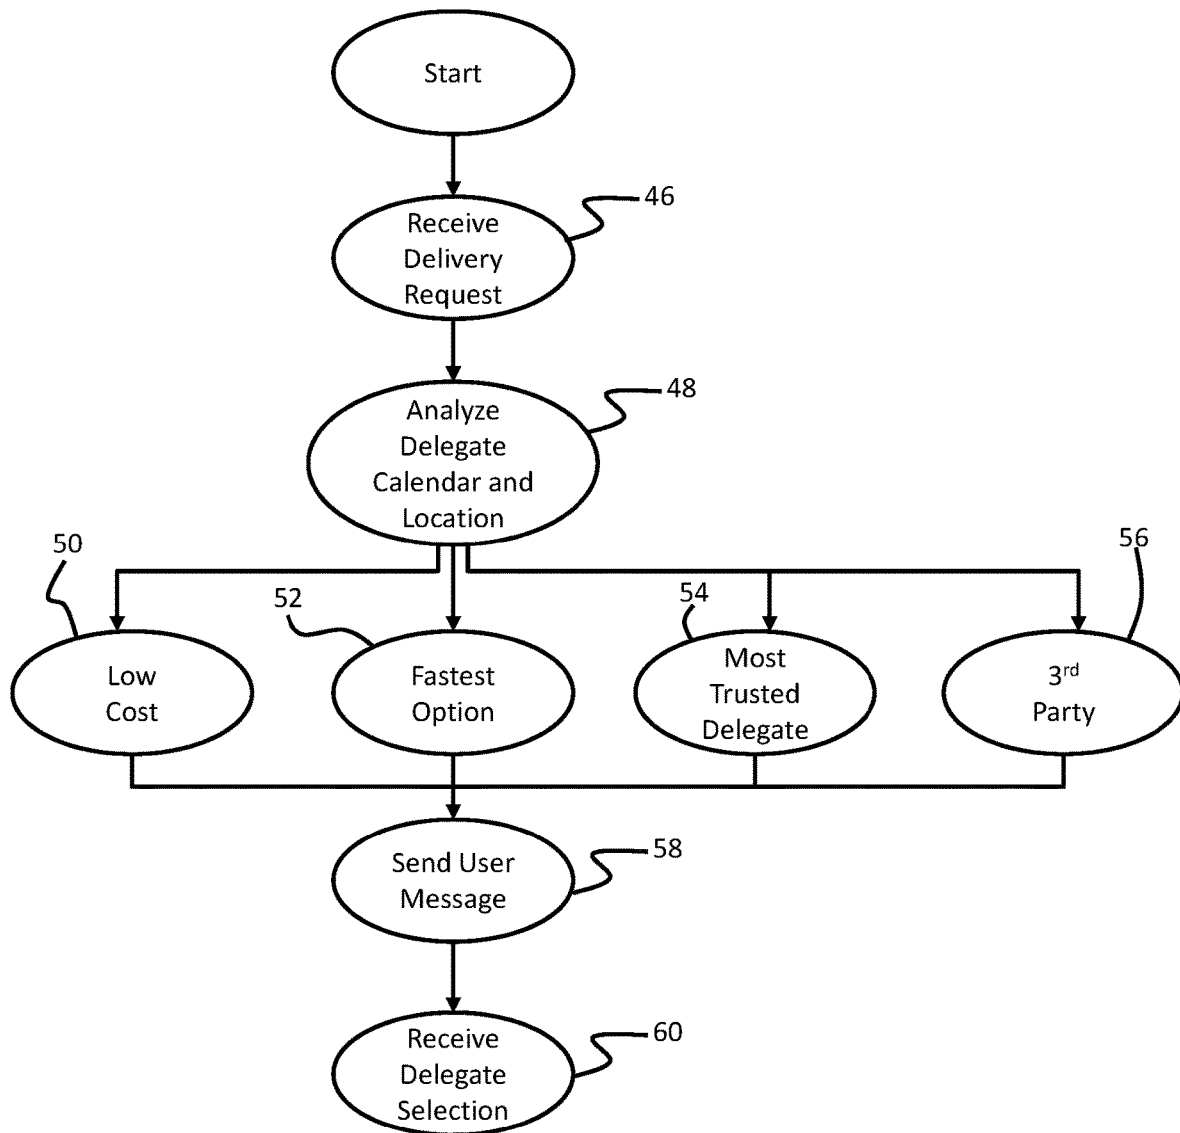 Start
46
Receive
Delivery
Request
48
Analyze
Delegate
Calendar and
Location
50
52
54
56
Low
Cost
Fastest
Option
Most
Trusted
Delegate
3rd
Party
58
Send User
Message
60
Receive
Delegate
Selection